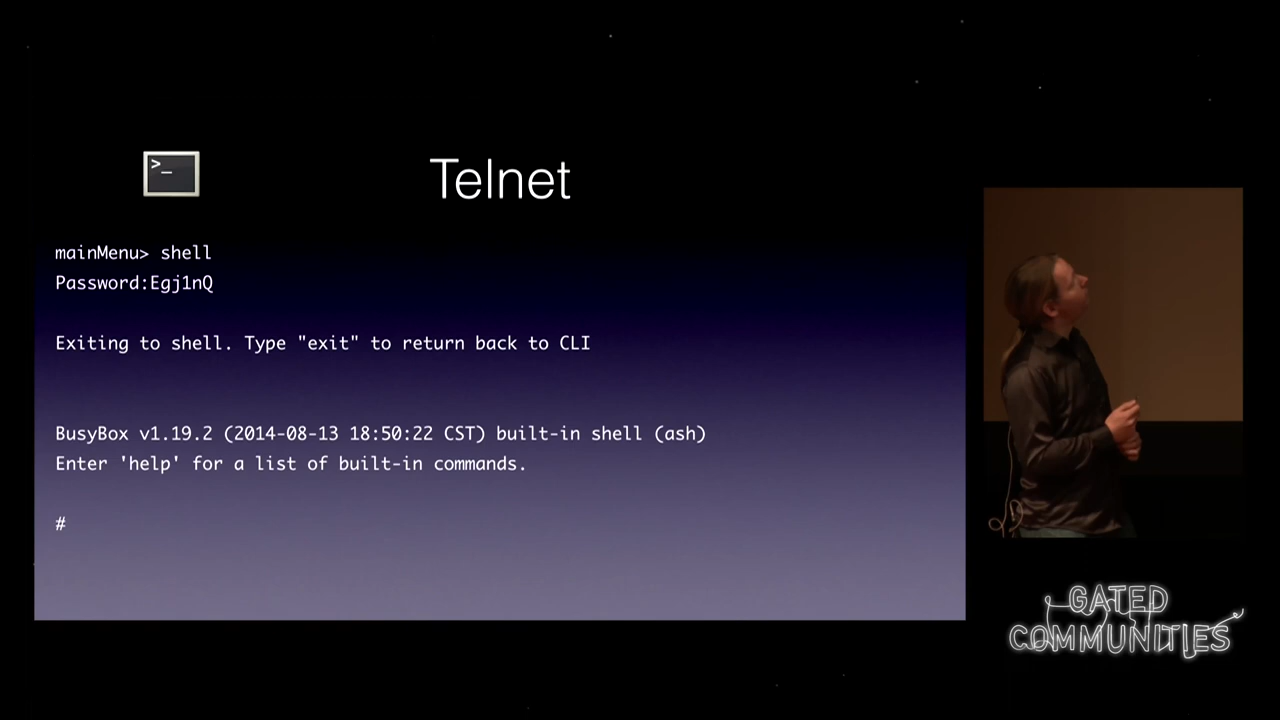 >_
Telnet
mainMenu> shell
Password:Egj1nQ
Exiting to shell. Type "exit" to return back to CLI
BusyBox v1.19.2 (2014-08-13 18:50:22 CST) built-in shell (ash)
Enter 'help' for a list of built-in commands.
#
GATED
COMMUNITIES